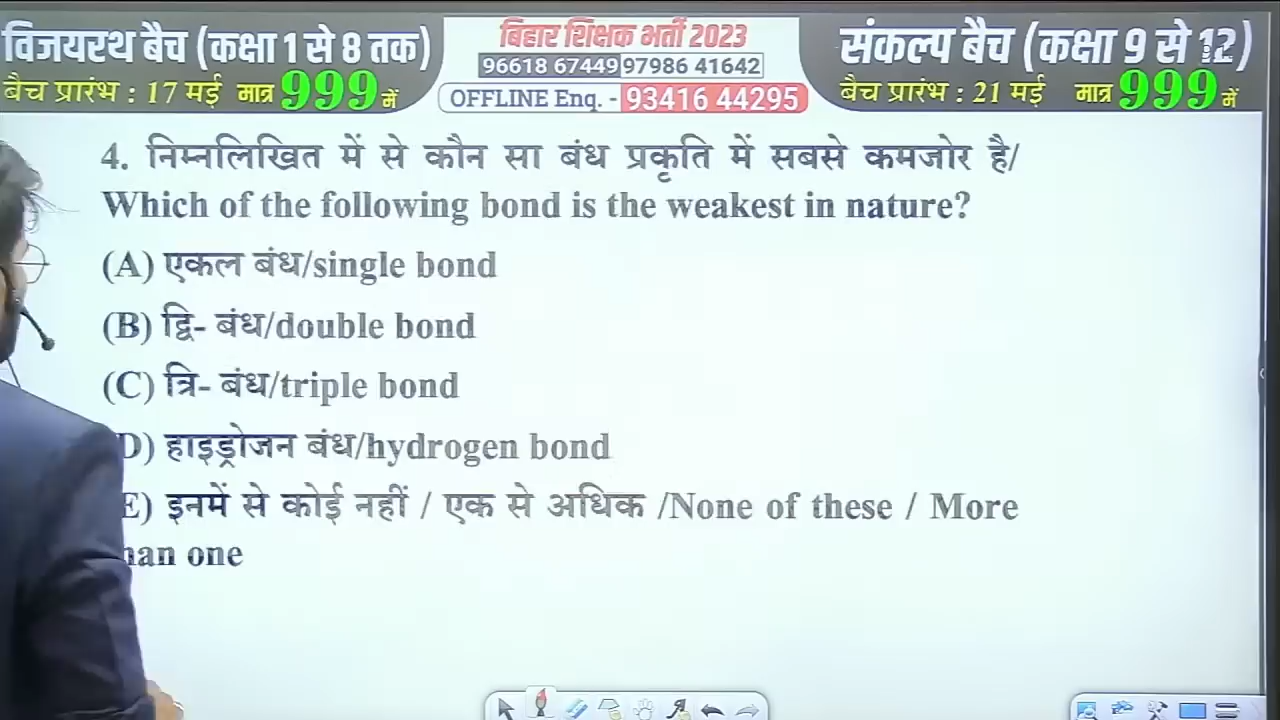 विजयरथ बैच (कक्षा 1 से 8 तक)
बैच प्रारंभ : 17 मई मात्र 999 में
बिहार शिक्षक भर्ती 2023
96618 67449 97986 41642
OFFLINE Enq. - 93416 44295
संकल्प बैच (कक्षा 9 से 12)
बैच प्रारंभ : 21 मई मात्र 999 में
4. निम्नलिखित में से कौन सा बंध प्रकृति में सबसे कमजोर है/
Which of the following bond is the weakest in nature?
(A) एकल बंध/single bond
(B) द्वि- बंध/double bond
(C) त्रि- बंध/triple bond
D) हाइड्रोजन बंध/hydrogen bond
E) इनमें से कोई नहीं / एक से अधिक /None of these / More
han one